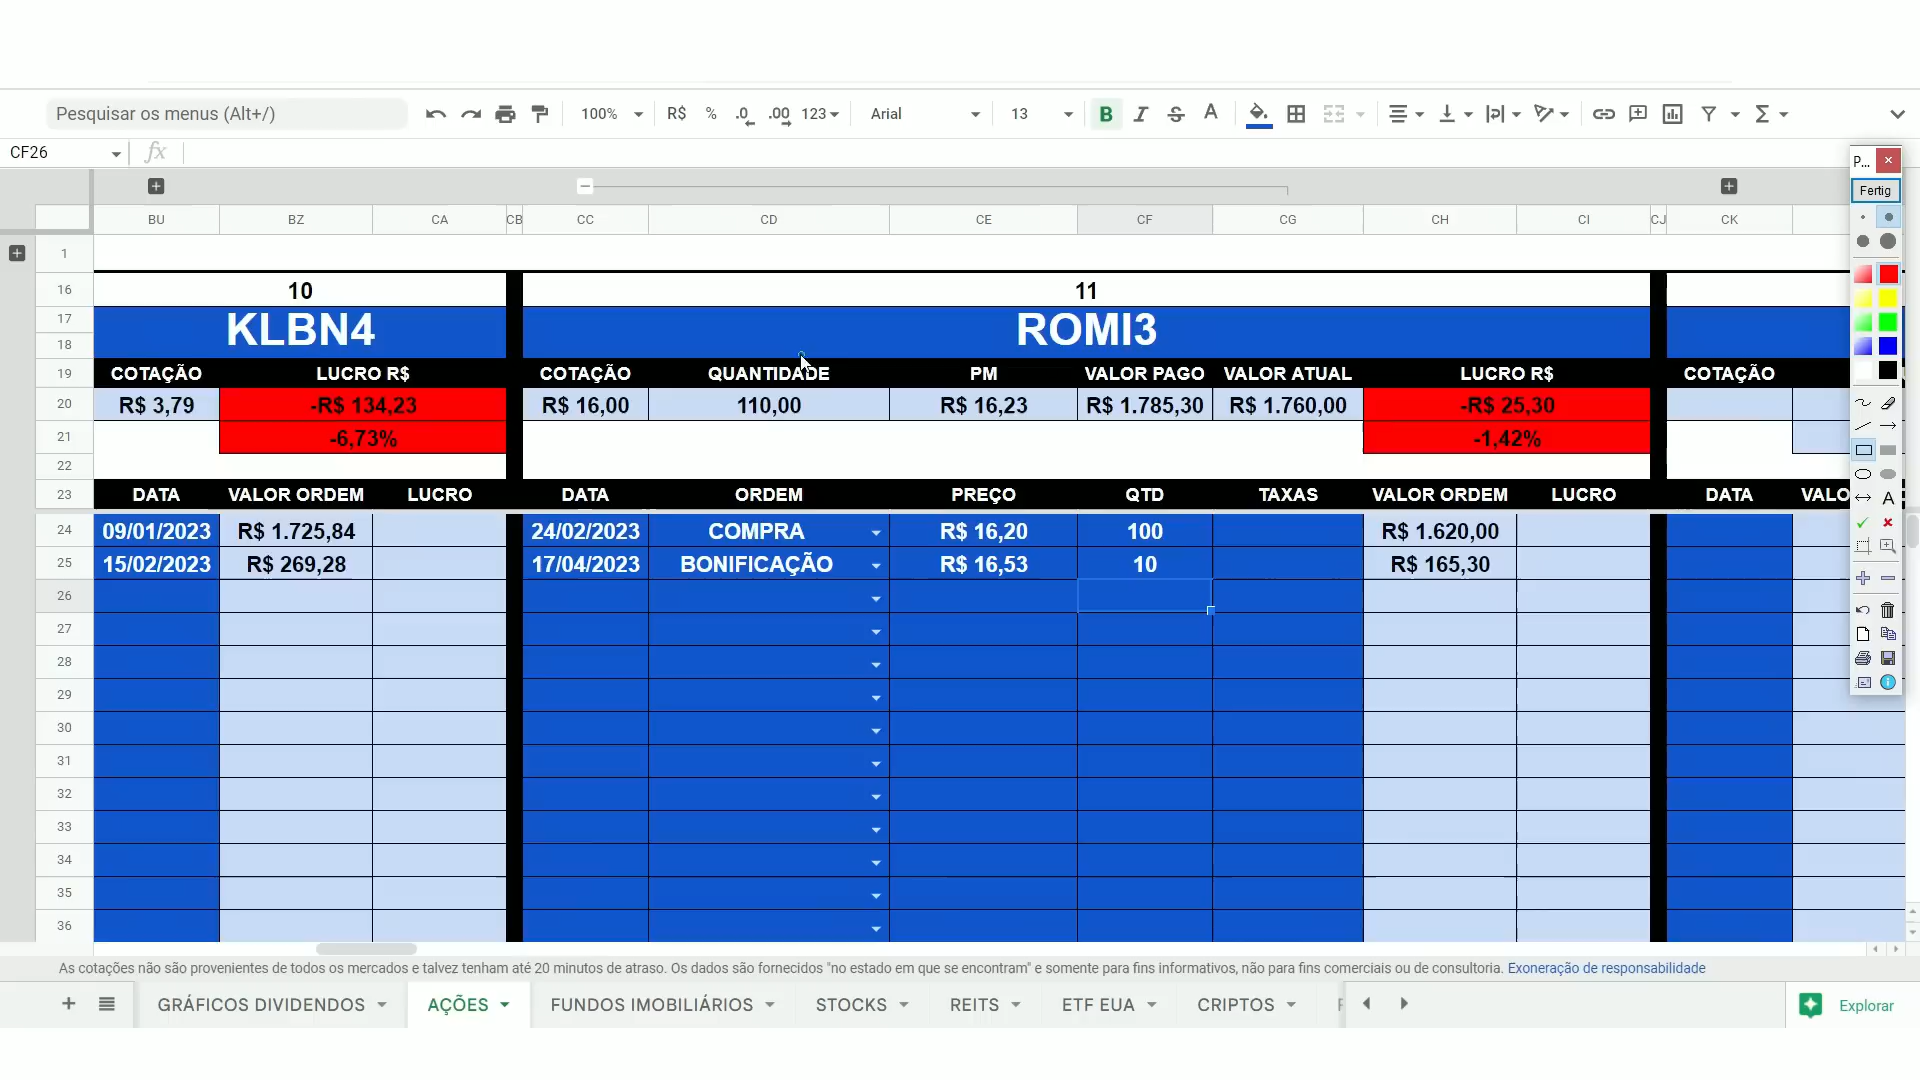 Pesquisar os menus (Alt+/)
100% R$ % .0 .00 123 Arial 13 B I S A
CF26 fx
P...
Fertig
BU BZ CA CB CC CD CE CF CG CH CI CJ CK
1
16 10 11
17 KLBN4 ROMI3
18
19 COTAÇÃO LUCRO R$ COTAÇÃO QUANTIDADE PM VALOR PAGO VALOR ATUAL LUCRO R$ COTAÇÃO
20 R$ 3,79 -R$ 134,23 R$ 16,00 110,00 R$ 16,23 R$ 1.785,30 R$ 1.760,00 -R$ 25,30
21 -6,73% -1,42%
22
23 DATA VALOR ORDEM LUCRO DATA ORDEM PREÇO QTD TAXAS VALOR ORDEM LUCRO DATA VALO
24 09/01/2023 R$ 1.725,84 24/02/2023 COMPRA R$ 16,20 100 R$ 1.620,00
25 15/02/2023 R$ 269,28 17/04/2023 BONIFICAÇÃO R$ 16,53 10 R$ 165,30
26
27
28
29
30
31
32
33
34
35
36
As cotações não são provenientes de todos os mercados e talvez tenham até 20 minutos de atraso. Os dados são fornecidos "no estado em que se encontram" e somente para fins informativos, não para fins comerciais ou de consultoria. Exoneração de responsabilidade
GRÁFICOS DIVIDENDOS AÇÕES FUNDOS IMOBILIÁRIOS STOCKS REITS ETF EUA CRIPTOS Explorar